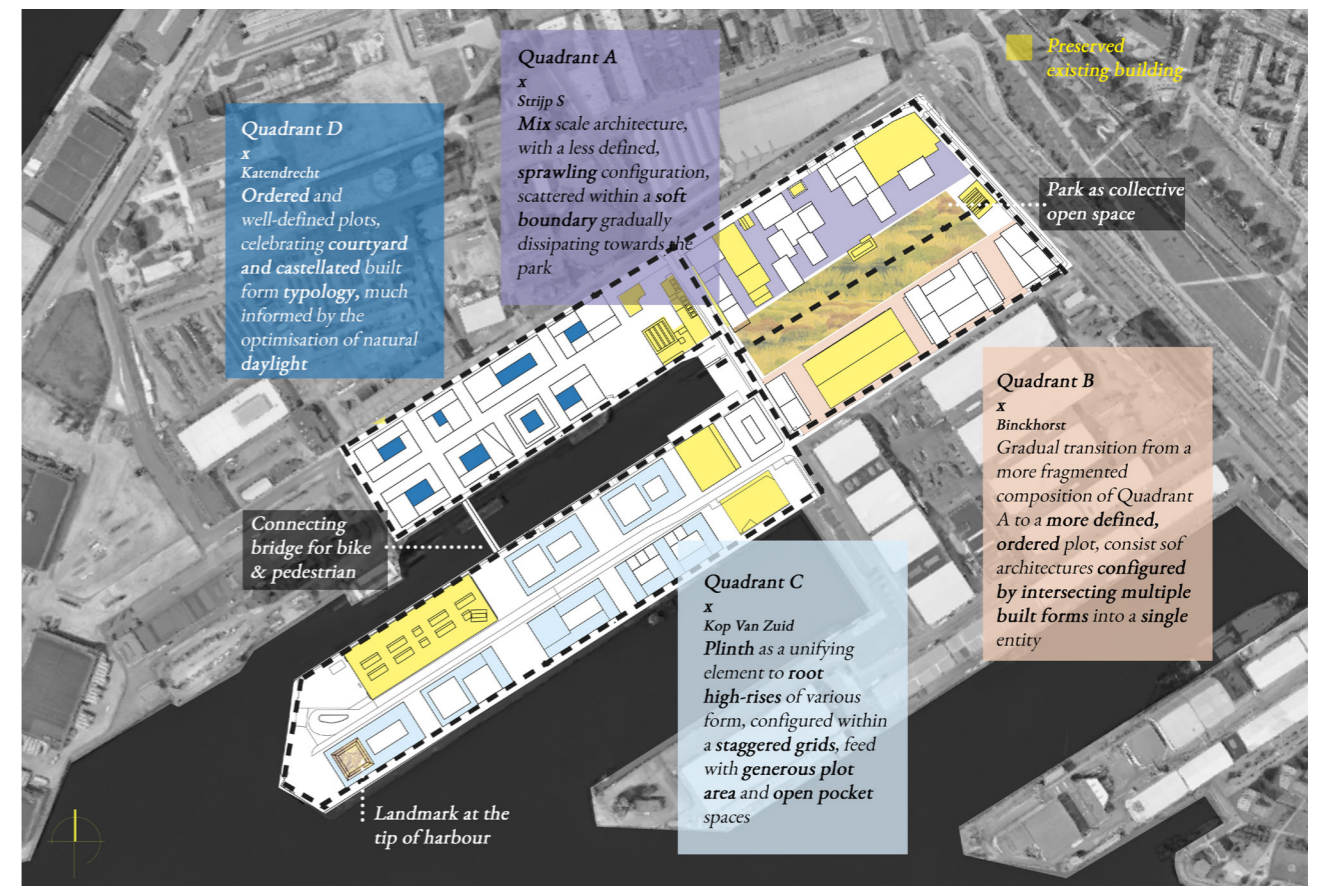 Quadrant A
x
Strijp S
Mix scale architecture,
with a less defined,
sprawling configuration,
scattered within a soft
boundary gradually
dissipating towards the
park
Preserved
existing building
Quadrant D
x
Katendrecht
Ordered and
well-defined plots,
celebrating courtyard
and castellated built
form typology, much
informed by the
optimisation of natural
daylight
Park as collective
open space
Quadrant B
x
Binckhorst
Gradual transition from a
more fragmented
composition of Quadrant
A to a more defined,
ordered plot, consist sof
architectures configured
by intersecting multiple
built forms into a single
entity
Connecting
bridge for bike
& pedestrian
Quadrant C
x
Kop Van Zuid
Plinth as a unifying
element to root
high-rises of various
form, configured within
a staggered grids, feed
with generous plot
area and open pocket
spaces
Landmark at the
tip of harbour